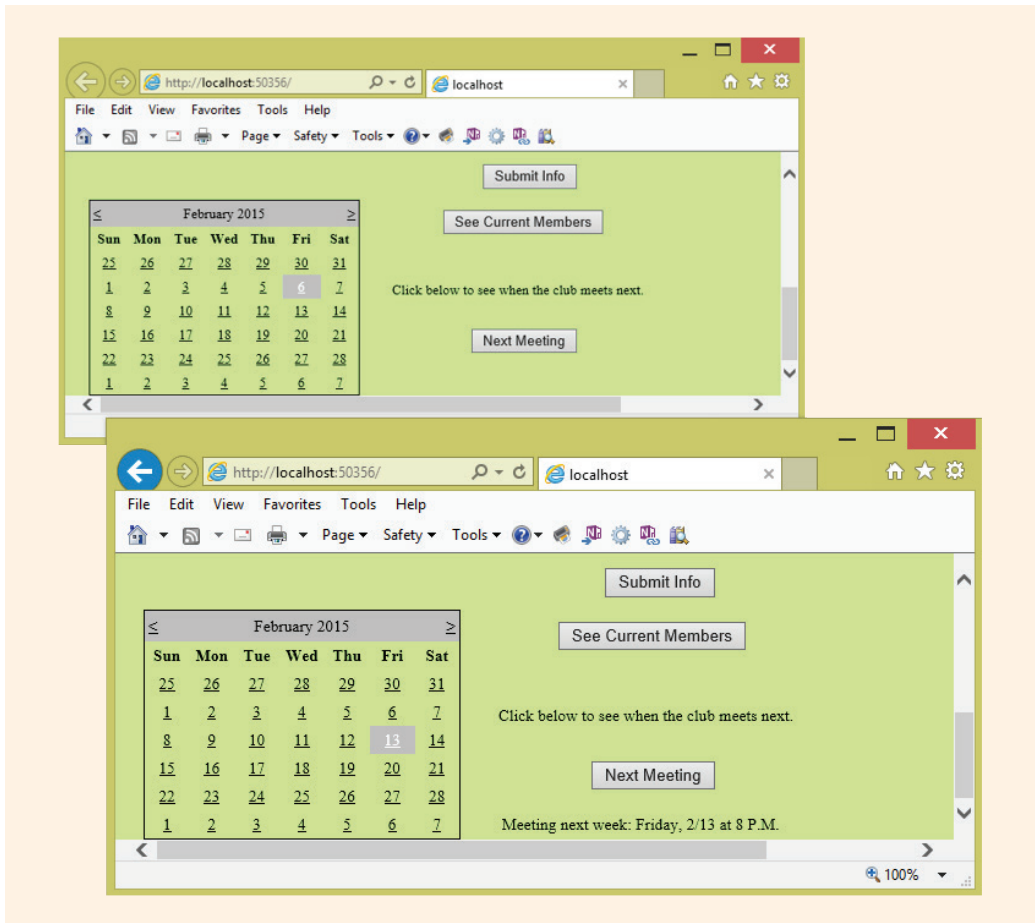 http://localhost:50356/
localhost
File Edit View Favorites Tools Help
Page Safety Tools
Submit Info
See Current Members
< February 2015 >
Sun Mon Tue Wed Thu Fri Sat
25 26 27 28 29 30 31
1 2 3 4 5 6 7
8 9 10 11 12 13 14
15 16 17 18 19 20 21
22 23 24 25 26 27 28
1 2 3 4 5 6 7
Click below to see when the club meets next.
Next Meeting
http://localhost:50356/
localhost
File Edit View Favorites Tools Help
Page Safety Tools
Submit Info
See Current Members
< February 2015 >
Sun Mon Tue Wed Thu Fri Sat
25 26 27 28 29 30 31
1 2 3 4 5 6 7
8 9 10 11 12 13 14
15 16 17 18 19 20 21
22 23 24 25 26 27 28
1 2 3 4 5 6 7
Click below to see when the club meets next.
Next Meeting
Meeting next week: Friday, 2/13 at 8 P.M.
100%